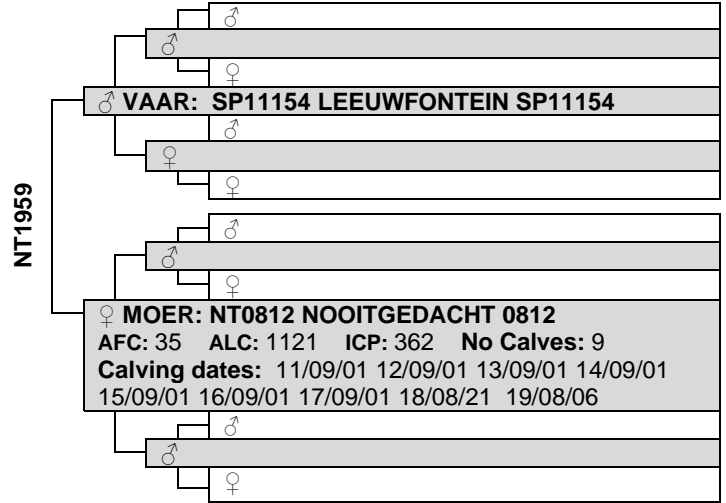 NT1959
♂
♂
♀
♂ VAAR: SP11154 LEEUWFONTEIN SP11154
♂
♀
♀
♂
♂
♀
♀ MOER: NT0812 NOOITGEDACHT 0812
AFC: 35 ALC: 1121 ICP: 362 No Calves: 9
Calving dates: 11/09/01 12/09/01 13/09/01 14/09/01
15/09/01 16/09/01 17/09/01 18/08/21 19/08/06
♂
♂
♀